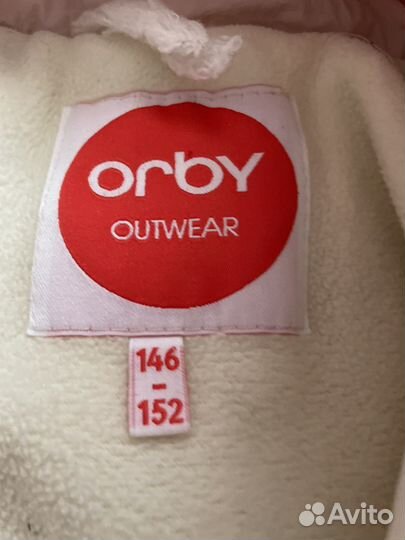 orby
OUTWEAR
146
-
152
Avito